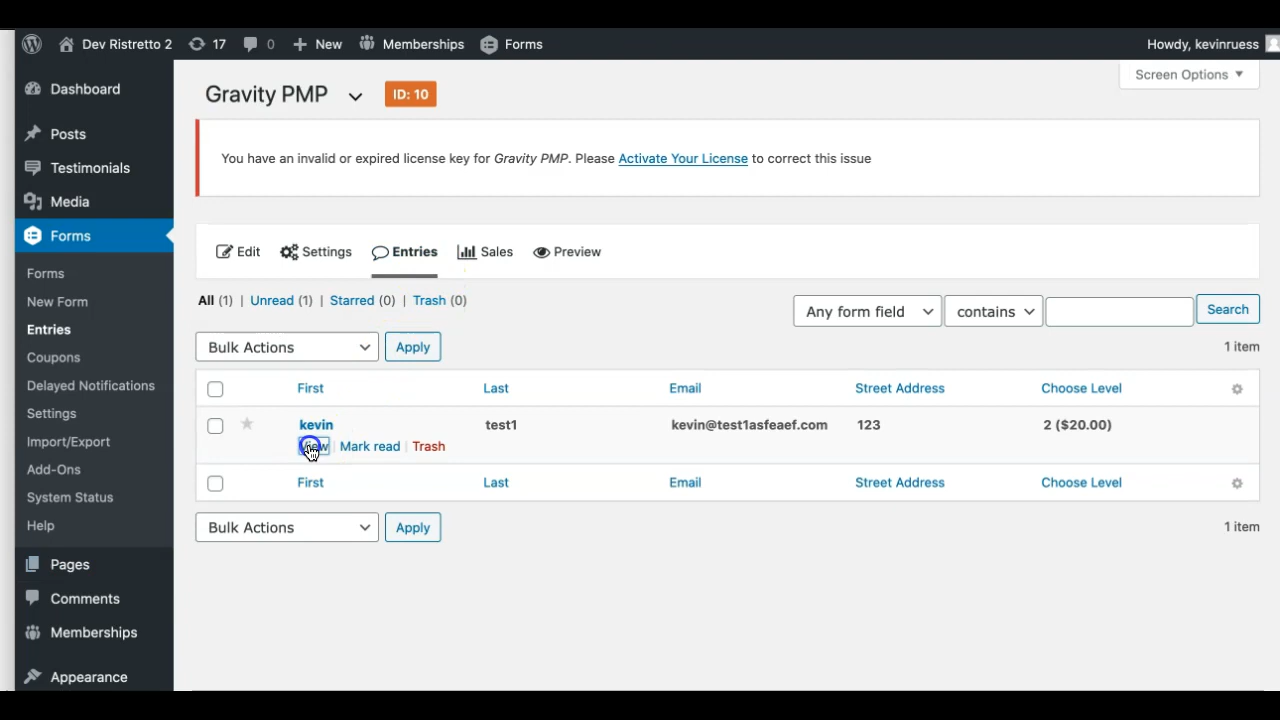 Dev Ristretto 2 17 0 New Memberships Forms Howdy, kevinruess
Screen Options
Dashboard
Posts
Testimonials
Media
Forms
Forms
New Form
Entries
Coupons
Delayed Notifications
Settings
Import/Export
Add-Ons
System Status
Help
Pages
Comments
Memberships
Appearance
Gravity PMP ID: 10
You have an invalid or expired license key for Gravity PMP. Please Activate Your License to correct this issue
Edit Settings Entries Sales Preview
All (1) | Unread (1) | Starred (0) | Trash (0)
Any form field contains Search
Bulk Actions Apply 1 item
First Last Email Street Address Choose Level
kevin test1 kevin@test1asfeaef.com 123 2 ($20.00)
| Mark read | Trash
First Last Email Street Address Choose Level
Bulk Actions Apply 1 item